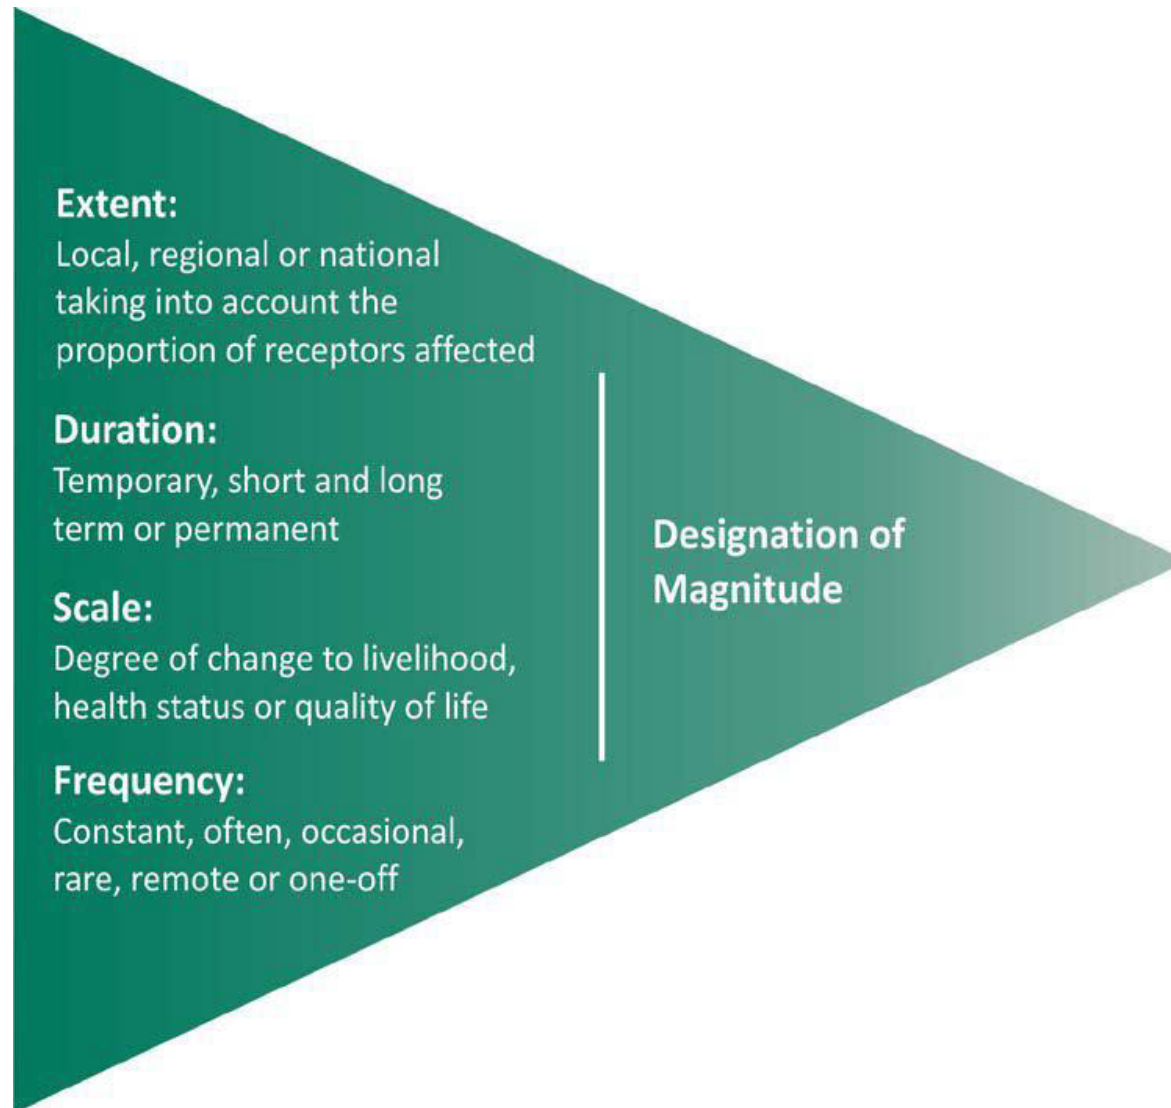 Extent:
Local, regional or national
taking into account the
proportion of receptors affected
Duration:
Temporary, short and long
term or permanent
Scale:
Degree of change to livelihood,
health status or quality of life
Frequency:
Constant, often, occasional,
rare, remote or one-off
Designation of
Magnitude